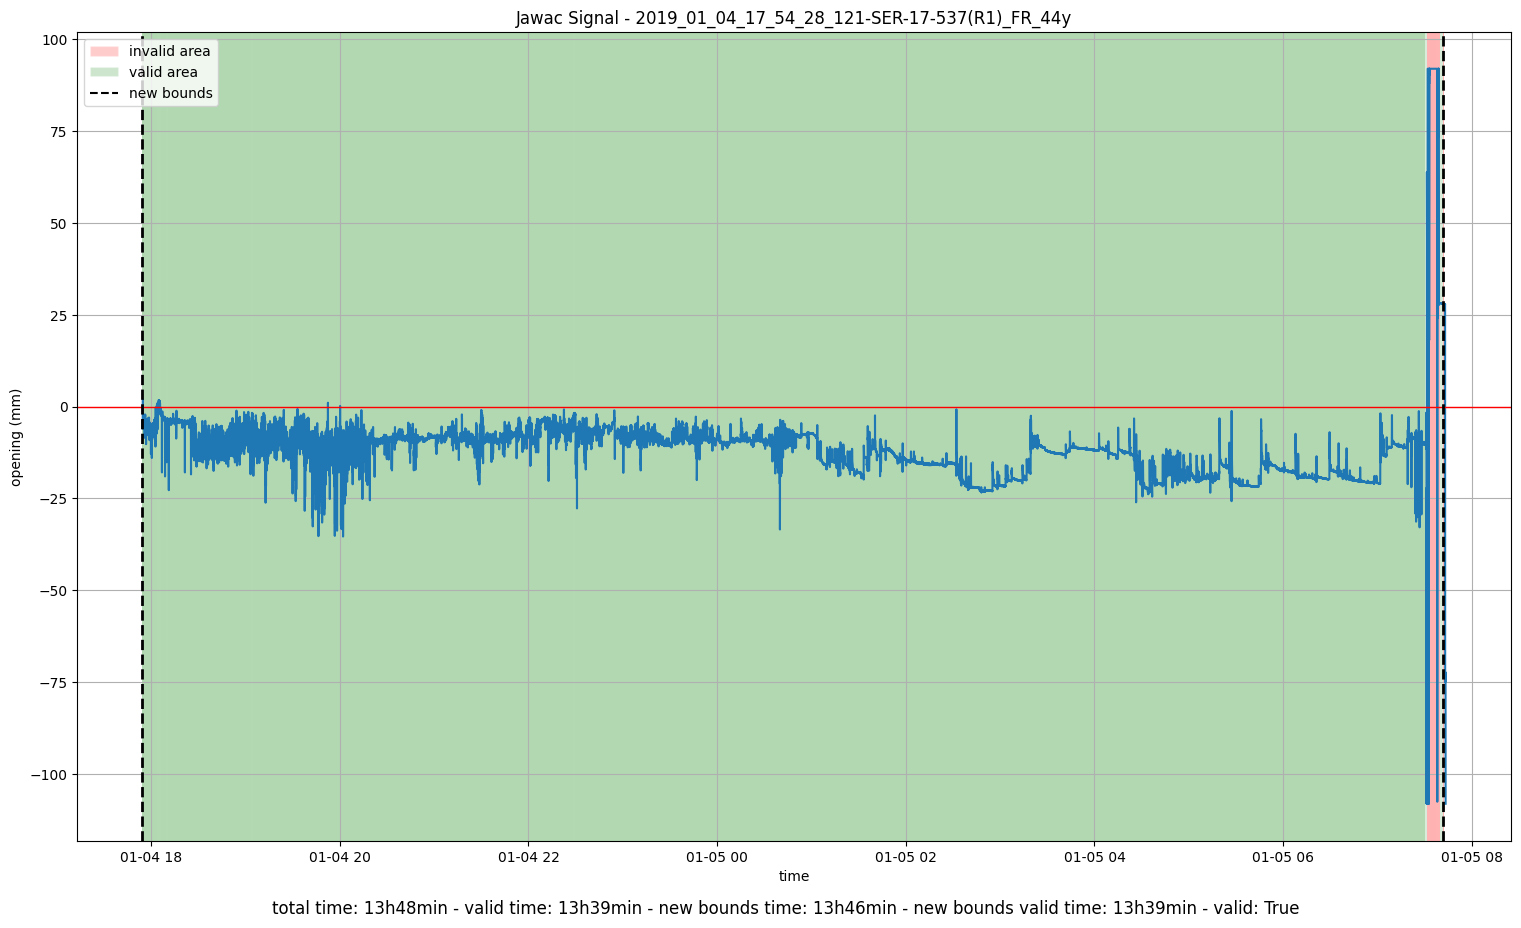 Jawac Signal - 2019_01_04_17_54_28_121-SER-17-537(R1)_FR_44y
invalid area
valid area
new bounds
opening (mm)
100
75
50
25
0
−25
−50
−75
−100
01-04 18
01-04 20
01-04 22
01-05 00
01-05 02
01-05 04
01-05 06
01-05 08
time
total time: 13h48min - valid time: 13h39min - new bounds time: 13h46min - new bounds valid time: 13h39min - valid: True